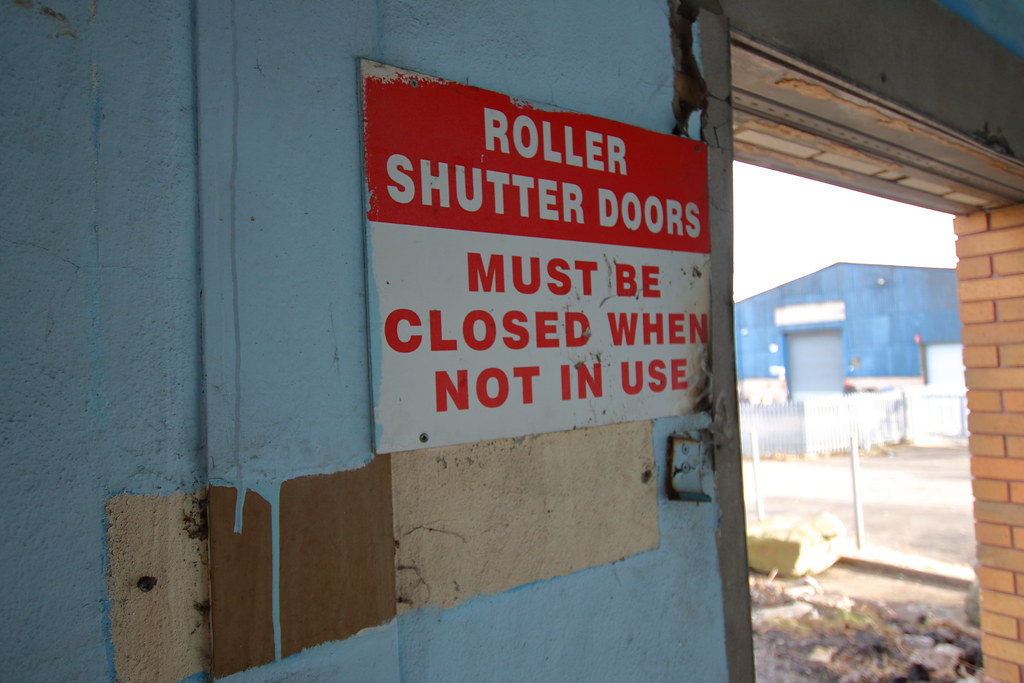 ROLLER
SHUTTER DOORS
MUST BE
CLOSED WHEN
NOT IN USE